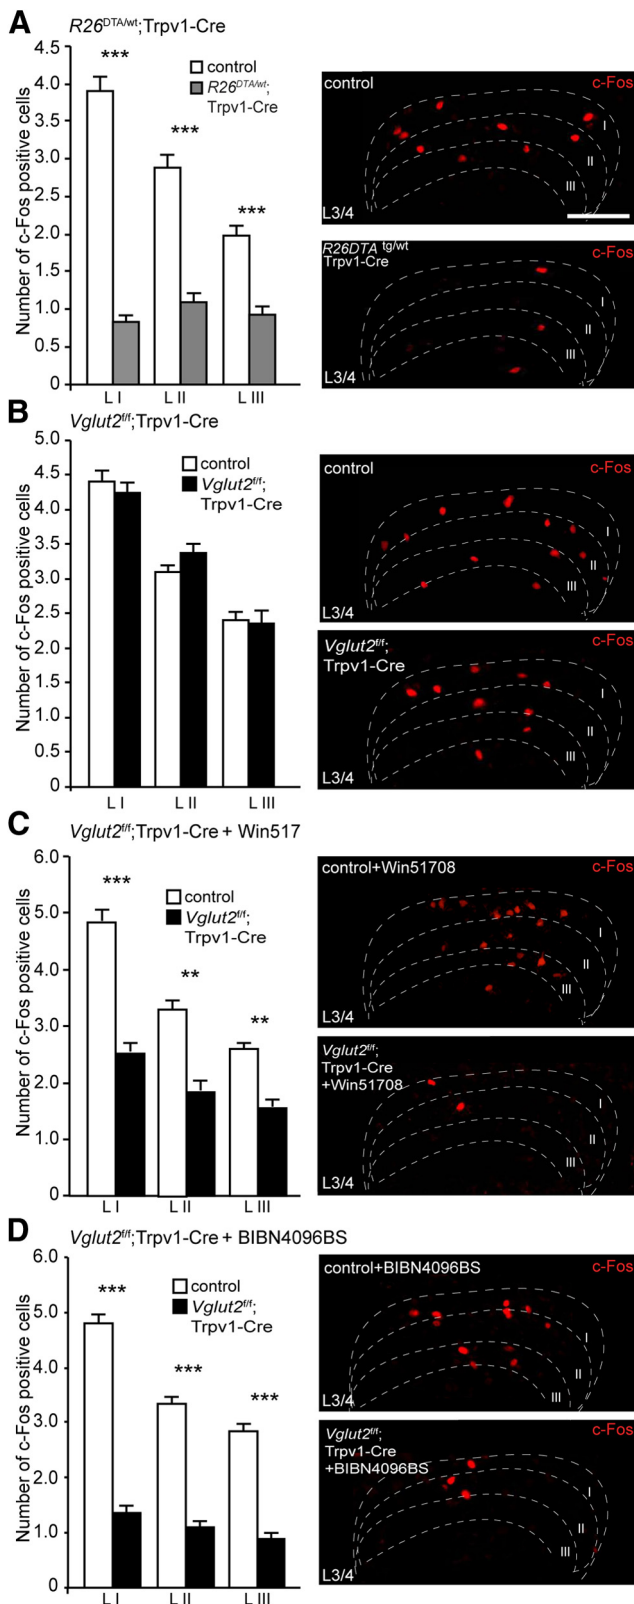 A
R26DTA/wt;Trpv1-Cre
Number of c-Fos positive cells
4.5
4.0
3.5
3.0
2.5
2.0
1.5
1.0
0.5
0
***
***
***
control
R26DTA/wt;
Trpv1-Cre
L I
L II
L III
control
c-Fos
I
II
III
L3/4
R26DTA tg/wt
Trpv1-Cre
c-Fos
I
II
III
L3/4
B
Vglut2f/f;Trpv1-Cre
Number of c-Fos positive cells
5.0
4.5
4.0
3.5
3.0
2.5
2.0
1.5
1.0
0.5
0
control
Vglut2f/f;
Trpv1-Cre
L I
L II
L III
control
c-Fos
I
II
III
L3/4
Vglut2f/f;
Trpv1-Cre
c-Fos
I
II
III
L3/4
C
Vglut2f/f;Trpv1-Cre + Win517
Number of c-Fos positive cells
6.0
5.0
4.0
3.0
2.0
1.0
0
***
**
**
control
Vglut2f/f;
Trpv1-Cre
L I
L II
L III
control+Win51708
c-Fos
I
II
III
L3/4
Vglut2f/f;
Trpv1-Cre
+Win51708
c-Fos
I
II
III
L3/4
D
Vglut2f/f;Trpv1-Cre + BIBN4096BS
Number of c-Fos positive cells
6.0
5.0
4.0
3.0
2.0
1.0
0
***
***
***
control
Vglut2f/f;
Trpv1-Cre
L I
L II
L III
control+BIBN4096BS
c-Fos
I
II
III
L3/4
Vglut2f/f;
Trpv1-Cre
+BIBN4096BS
c-Fos
I
II
III
L3/4